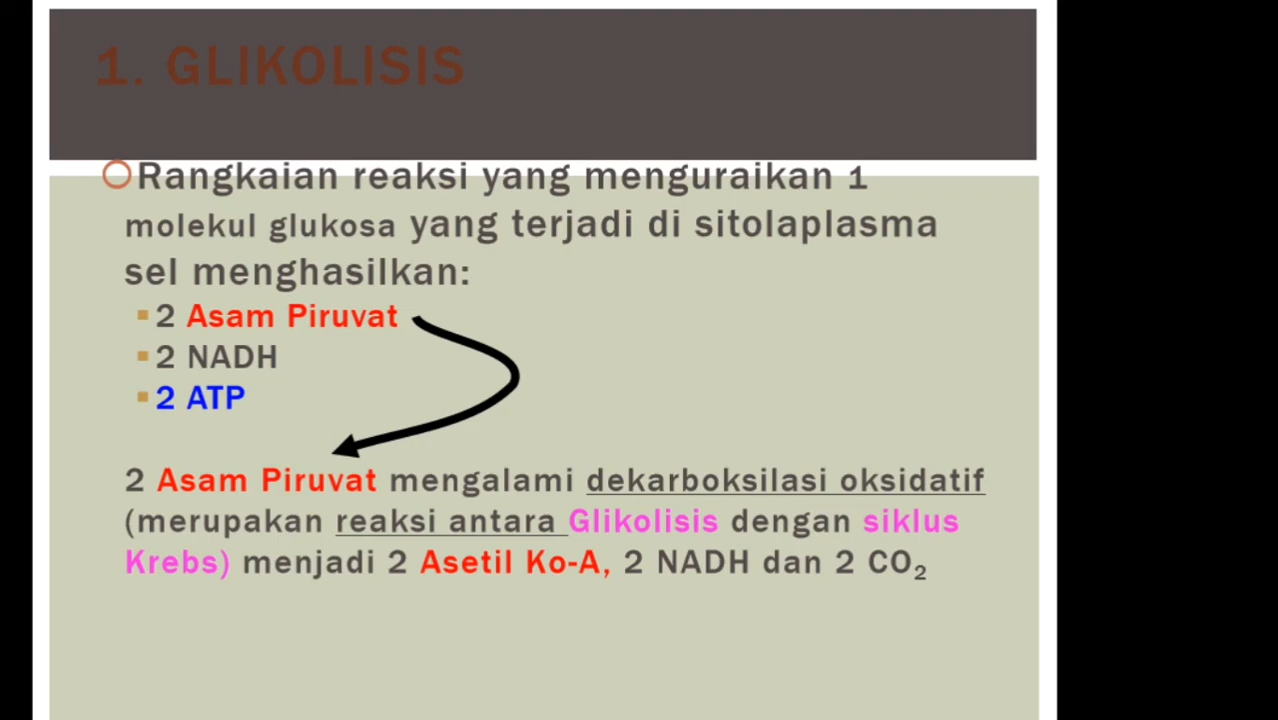 1. GLIKOLISIS
Rangkaian reaksi yang menguraikan 1
molekul glukosa yang terjadi di sitolaplasma
sel menghasilkan:
2 Asam Piruvat
2 NADH
2 ATP
2 Asam Piruvat mengalami dekarboksilasi oksidatif
(merupakan reaksi antara Glikolisis dengan siklus
Krebs) menjadi 2 Asetil Ko-A, 2 NADH dan 2 CO₂